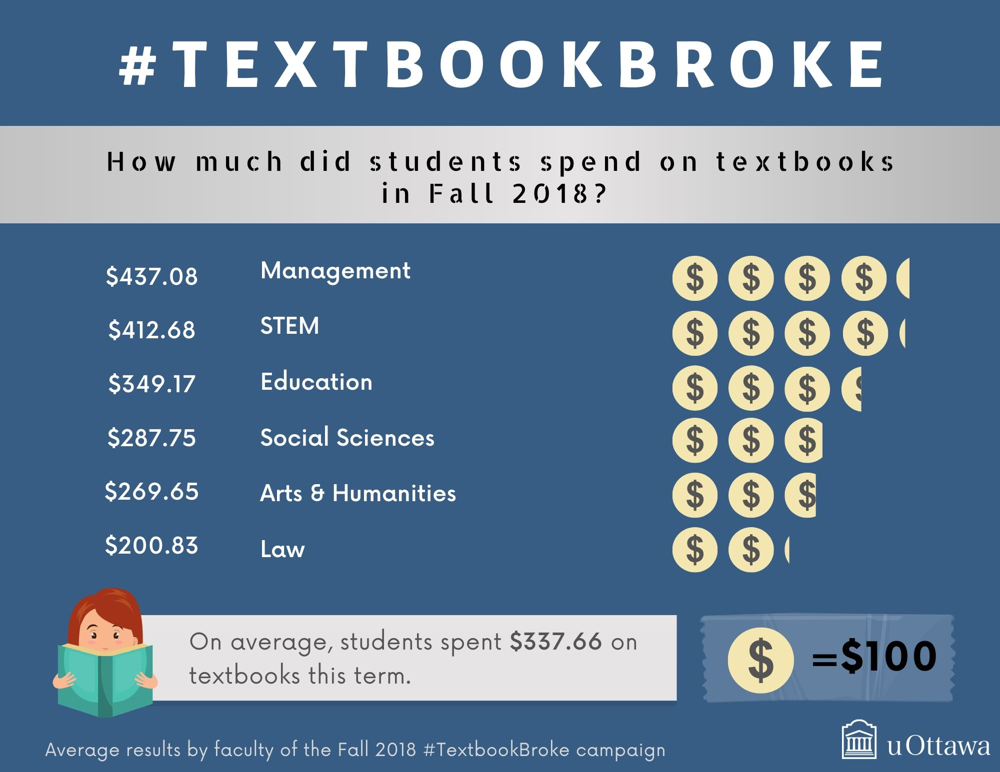 #TEXTBOOKBROKE
How much did students spend on textbooks
in Fall 2018?
$437.08 Management $ $ $ $
$412.68 STEM $ $ $ $
$349.17 Education $ $ $ $
$287.75 Social Sciences $ $ $
$269.65 Arts & Humanities $ $ $
$200.83 Law $ $
On average, students spent $337.66 on
textbooks this term.
$ =$100
Average results by faculty of the Fall 2018 #TextbookBroke campaign
uOttawa